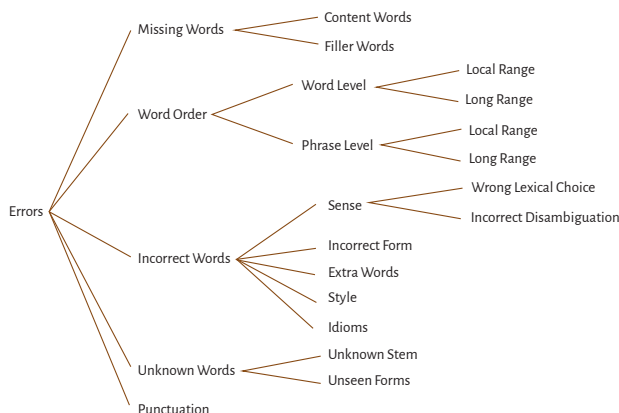 Errors
Missing Words
Content Words
Filler Words
Word Order
Word Level
Local Range
Long Range
Phrase Level
Local Range
Long Range
Incorrect Words
Sense
Wrong Lexical Choice
Incorrect Disambiguation
Incorrect Form
Extra Words
Style
Idioms
Unknown Words
Unknown Stem
Unseen Forms
Punctuation